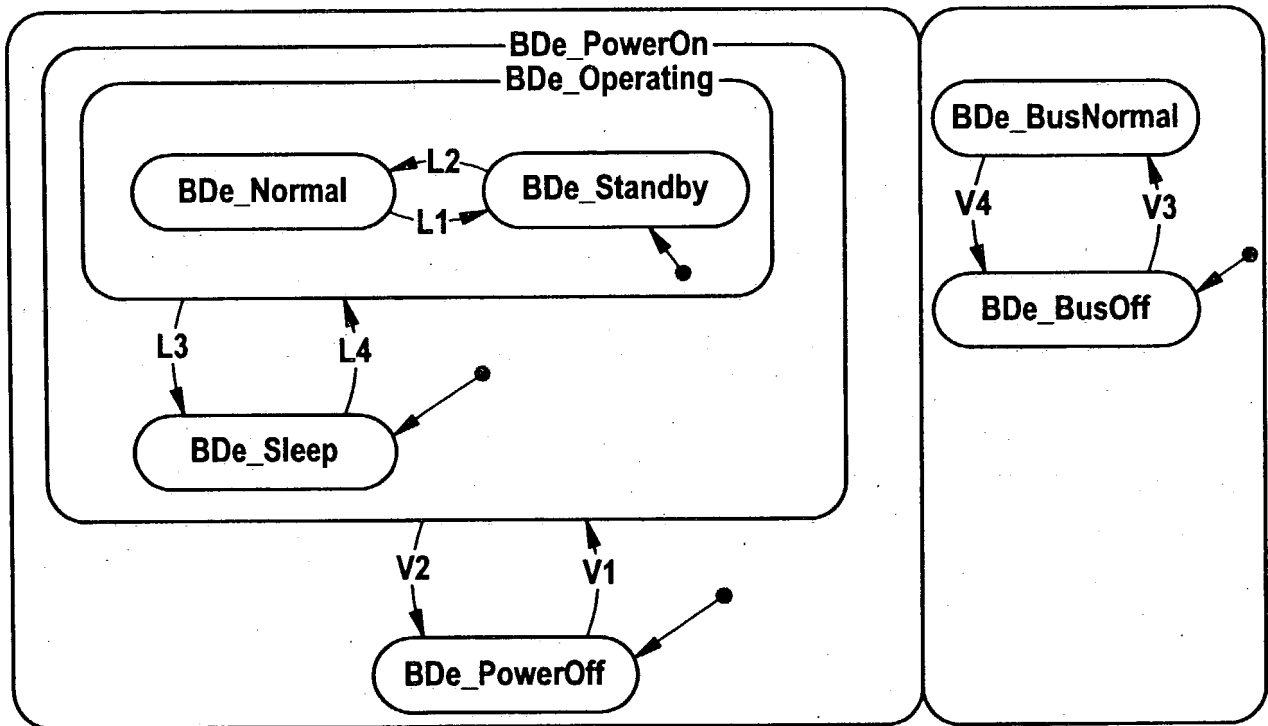 BDe_PowerOn
BDe_Operating
BDe_Normal
L2
L1
BDe_Standby
L3
L4
BDe_Sleep
V2
V1
BDe_PowerOff
BDe_BusNormal
V4
V3
BDe_BusOff